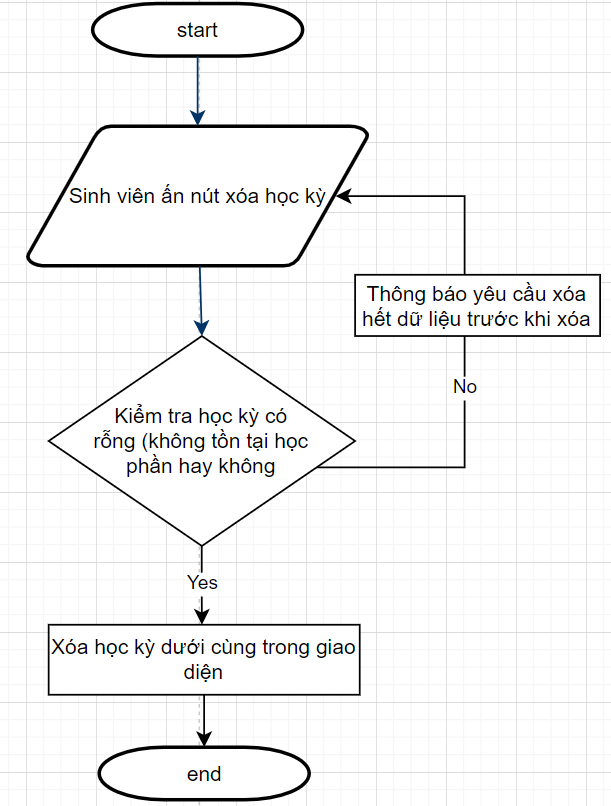 start
Sinh viên ấn nút xóa học kỳ
Thông báo yêu cầu xóa
hết dữ liệu trước khi xóa
No
Kiểm tra học kỳ có
rỗng (không tồn tại học
phần hay không
Yes
Xóa học kỳ dưới cùng trong giao
diện
end